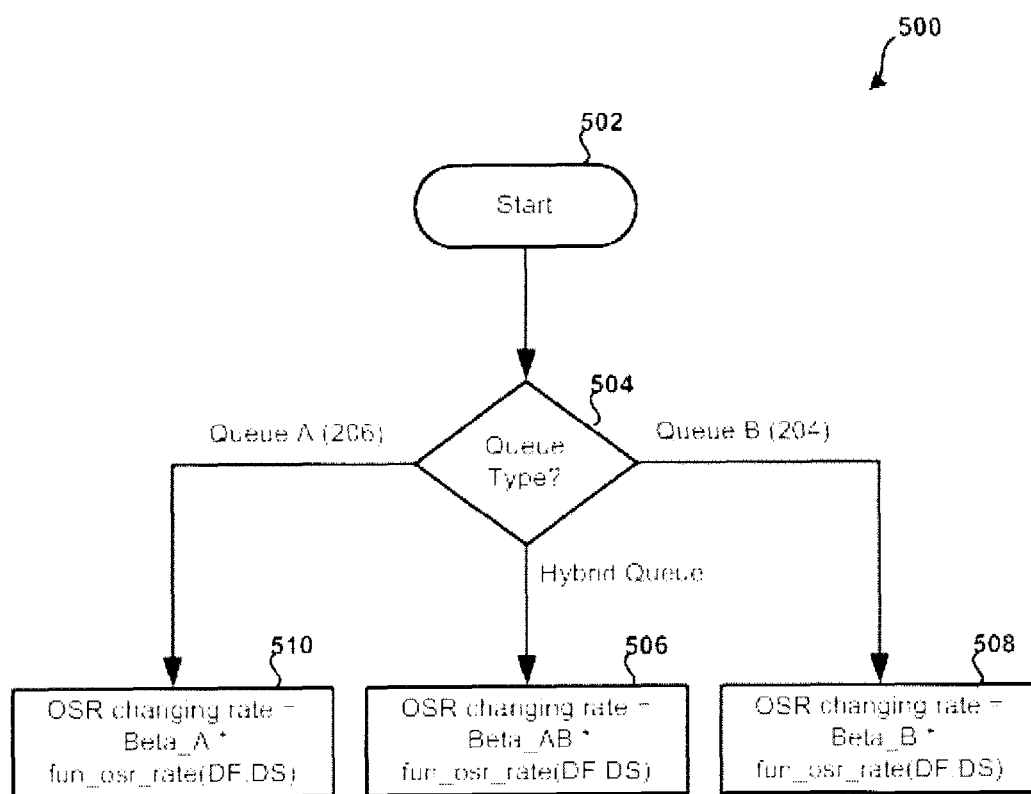 500
502
Start
504
Queue A (206)
Queue B (204)
Queue
Type?
Hybrid Queue
510
506
508
OSR changing rate =
Beta_A *
fun_osr_rate(DF,DS)
OSR changing rate =
Beta_AB *
fun_osr_rate(DF,DS)
OSR changing rate =
Beta_B *
fun_osr_rate(DF,DS)